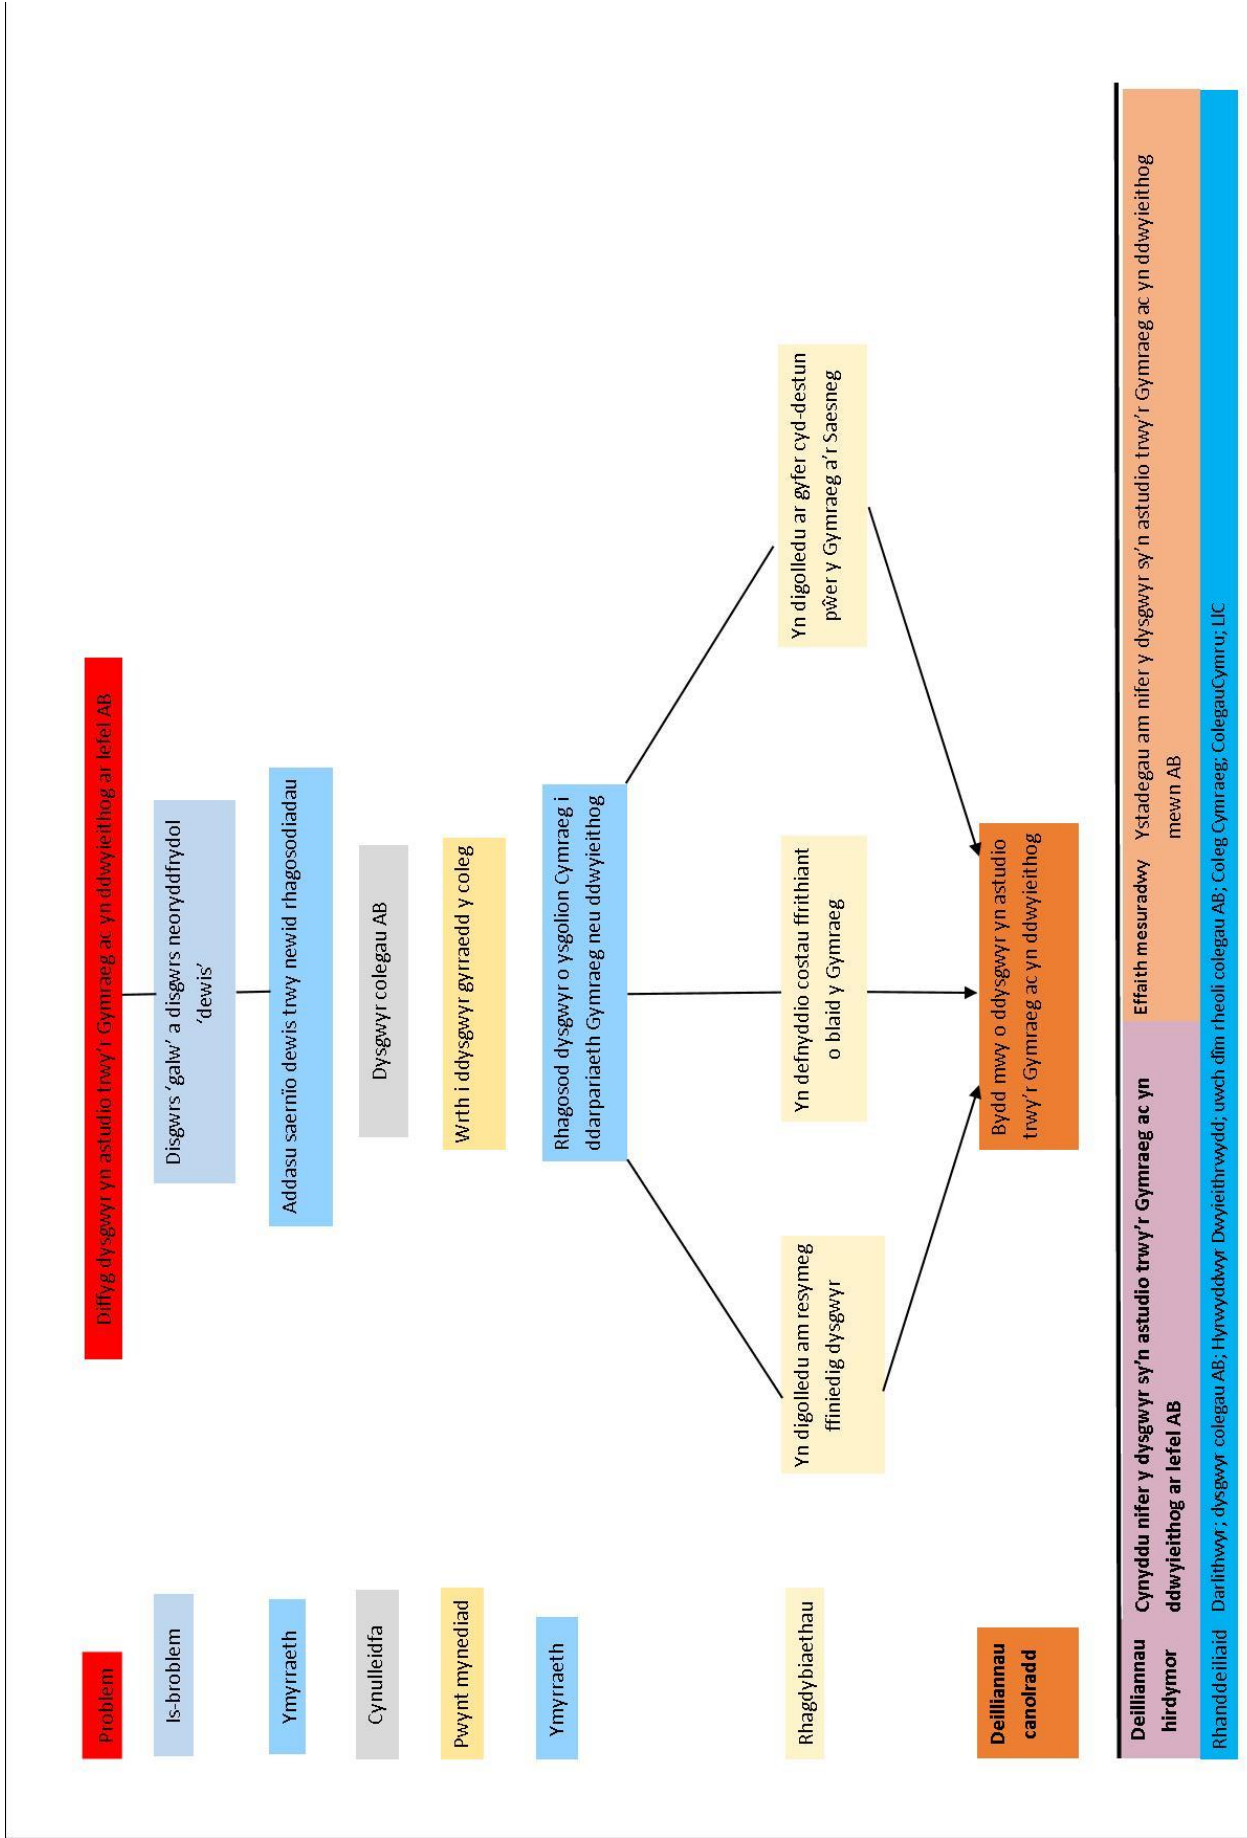 Problem
Diffyg dysgwyr yn astudio trwy'r Gymraeg ac yn ddwyieithog ar lefel AB
Is-broblem
Disgwrs 'galw' a disgwrs neoryddfrydol
'dewis'
Ymyrraeth
Addasu saernïo dewis trwy newid rhagosodiadau
Cynulleidfa
Dysgwyr colegau AB
Pwynt mynediad
Wrth i ddysgwyr gyrraedd y coleg
Ymyrraeth
Rhagosod dysgwyr o ysgolion Cymraeg i
ddarpariaeth Gymraeg neu ddwyieithog
Rhagdybiaethau
Yn digolledu am resymeg
ffiniedig dysgwyr
Yn defnyddio costau ffrithiant
o blaid y Gymraeg
Yn digolledu ar gyfer cyd-destun
pŵer y Gymraeg a'r Saesneg
Deilliannau
canolradd
Bydd mwy o ddysgwyr yn astudio
trwy'r Gymraeg ac yn ddwyieithog
Deilliannau
hirdymor
Cynyddu nifer y dysgwyr sy'n astudio trwy'r Gymraeg ac yn
ddwyieithog ar lefel AB
Effaith mesuradwy
Ystadegau am nifer y dysgwyr sy'n astudio trwy'r Gymraeg ac yn ddwyieithog
mewn AB
Rhanddeiliaid
Darlithwyr; dysgwyr colegau AB; Hyrwyddwyr Dwyieithrwydd; uwch dîm rheoli colegau AB; Coleg Cymraeg; ColegauCymru; LlC